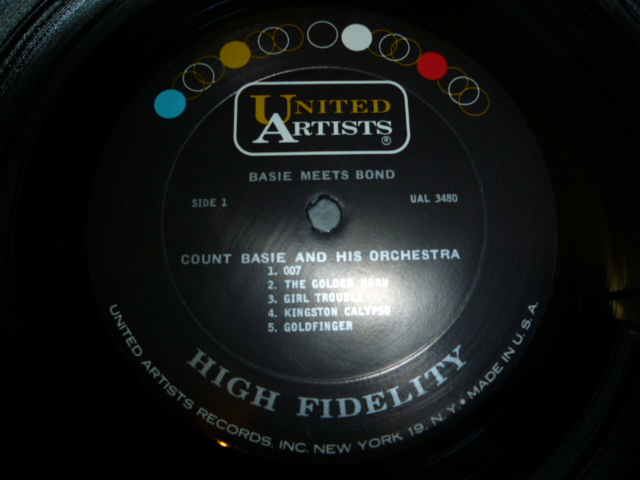 UNITED
ARTISTS®
BASIE MEETS BOND
SIDE 1
UAL 3480
COUNT BASIE AND HIS ORCHESTRA
1. 007
2. THE GOLDEN HORN
3. GIRL TROUBLE
4. KINGSTON CALYPSO
5. GOLDFINGER
HIGH FIDELITY
UNITED ARTISTS RECORDS, INC. NEW YORK 19, N.Y. • MADE IN U.S.A.